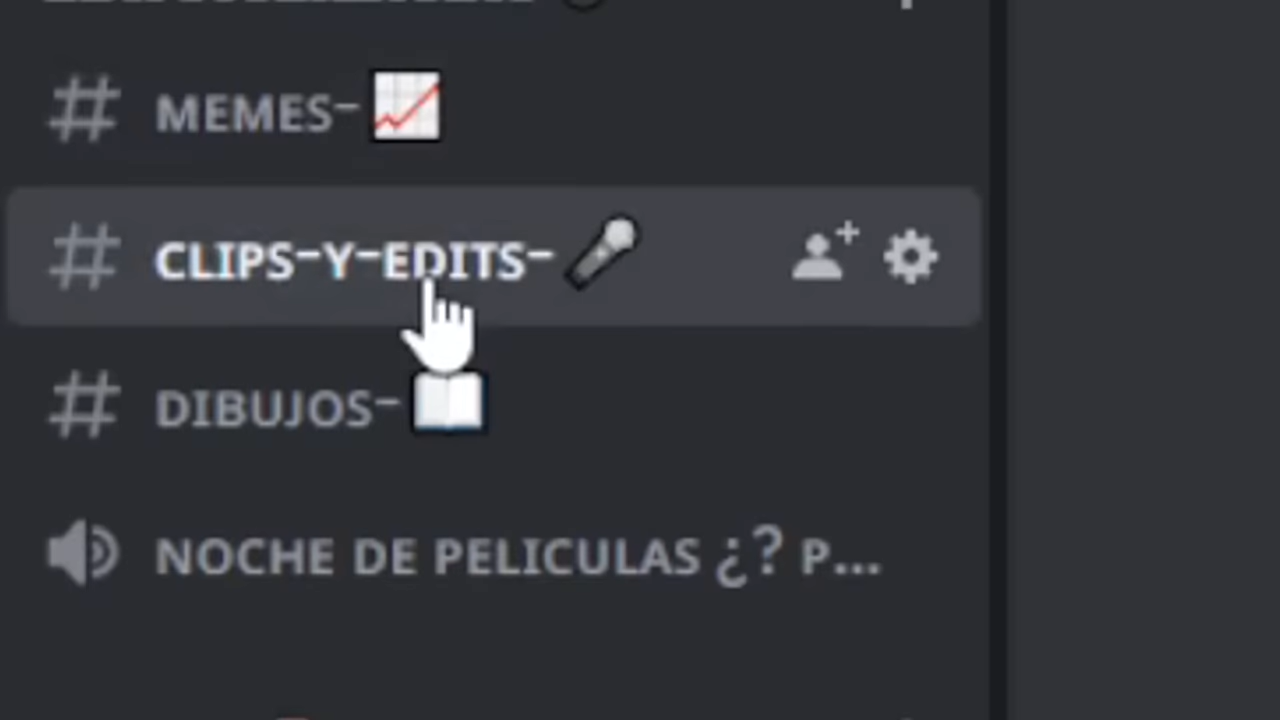 # MEMES-📈
# CLIPS-Y-EDITS-🎤
# DIBUJOS-📖
NOCHE DE PELICULAS ¿? P...